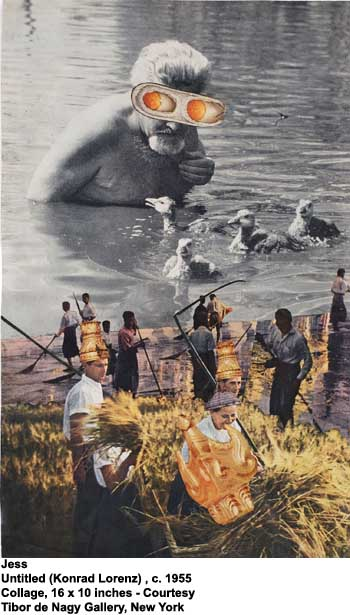 Jess
Untitled (Konrad Lorenz) , c. 1955
Collage, 16 x 10 inches - Courtesy
Tibor de Nagy Gallery, New York